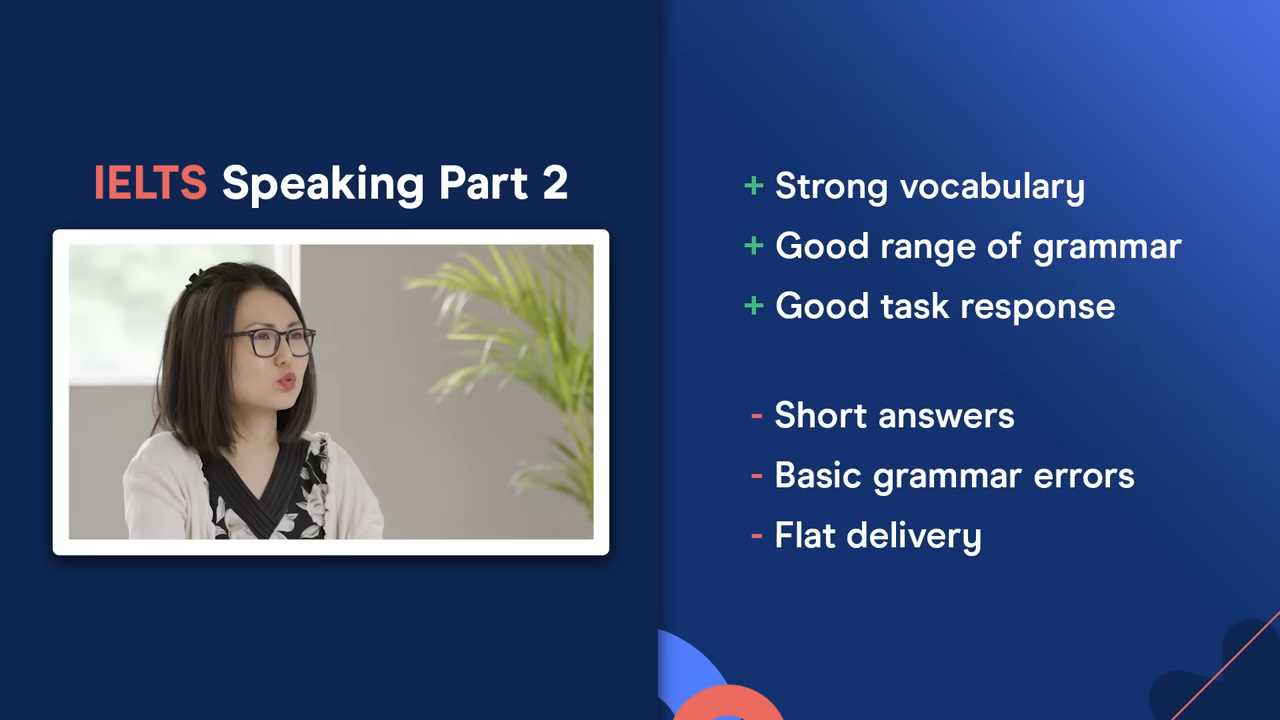 IELTS Speaking Part 2
+ Strong vocabulary
+ Good range of grammar
+ Good task response
- Short answers
- Basic grammar errors
- Flat delivery